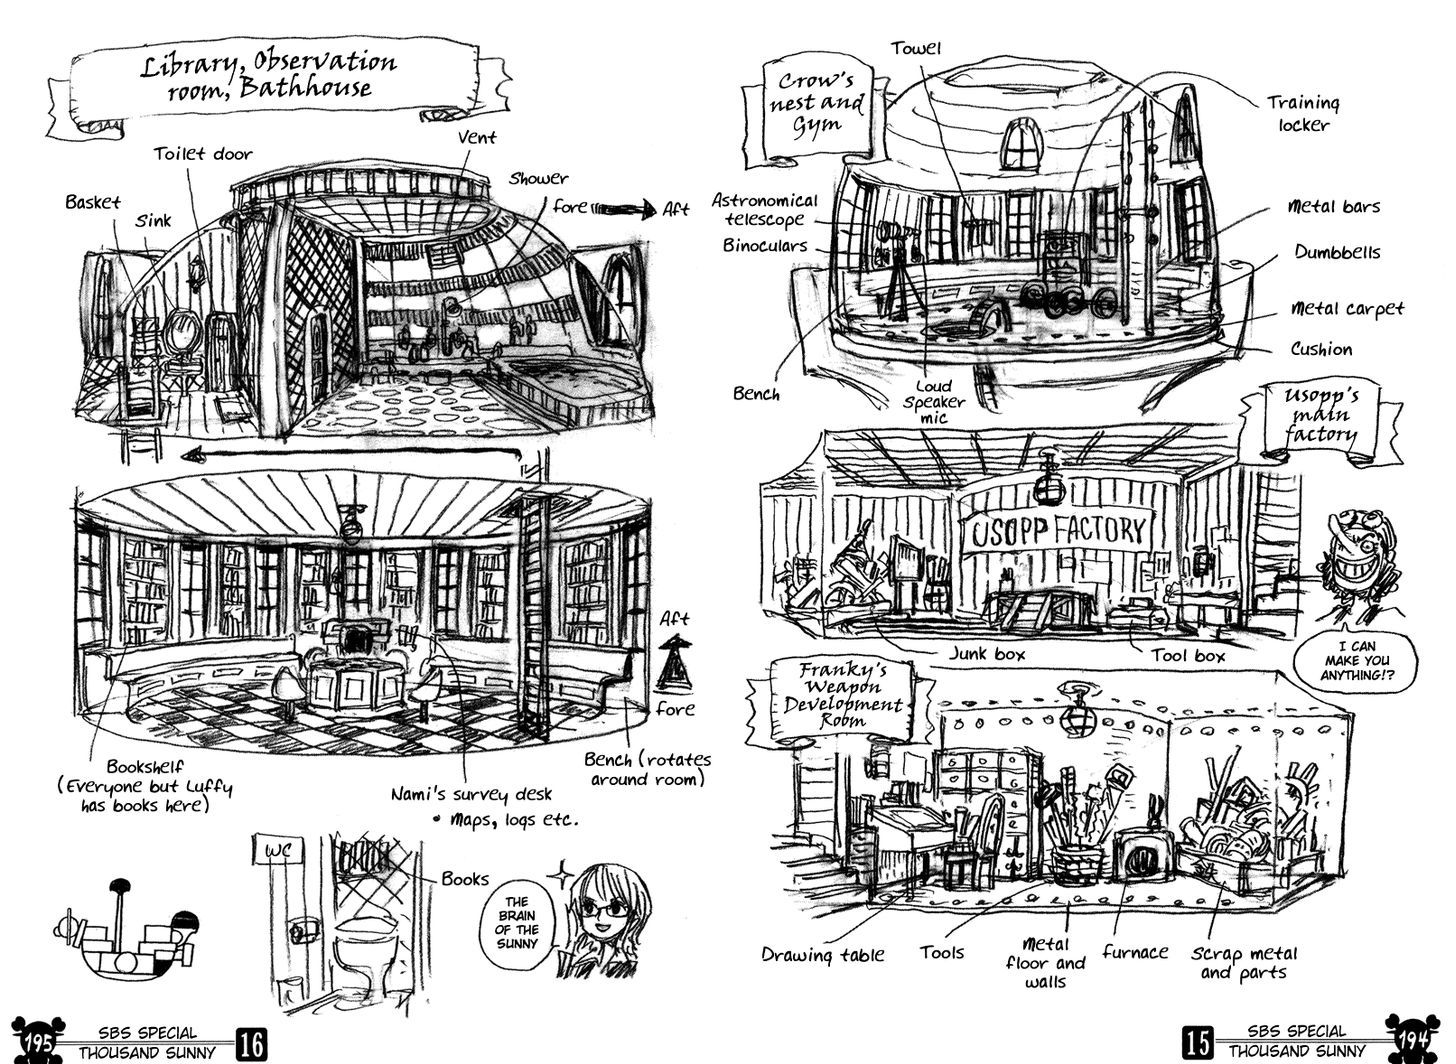 Library, Observation
room, Bathhouse
Vent
Toilet door
Shower
Basket
Sink
Fore
Aft
Aft
Fore
Bookshelf
(Everyone but Luffy
has books here)
Nami's survey desk
• Maps, logs etc.
Bench (rotates
around room)
WC
Books
THE
BRAIN
OF THE
SUNNY
195
SBS SPECIAL
THOUSAND SUNNY
16
Crow's
nest and
Gym
Towel
Training
locker
Astronomical
telescope
Binoculars
Metal bars
Dumbbells
Metal carpet
Cushion
Bench
Loud
Speaker
mic
Usopp's
main
factory
USOPP FACTORY
Junk box
Tool box
I CAN
MAKE YOU
ANYTHING!?
Franky's
Weapon
Development
Room
Drawing table
Tools
Metal
floor and
walls
Furnace
Scrap metal
and parts
15
SBS SPECIAL
THOUSAND SUNNY
194